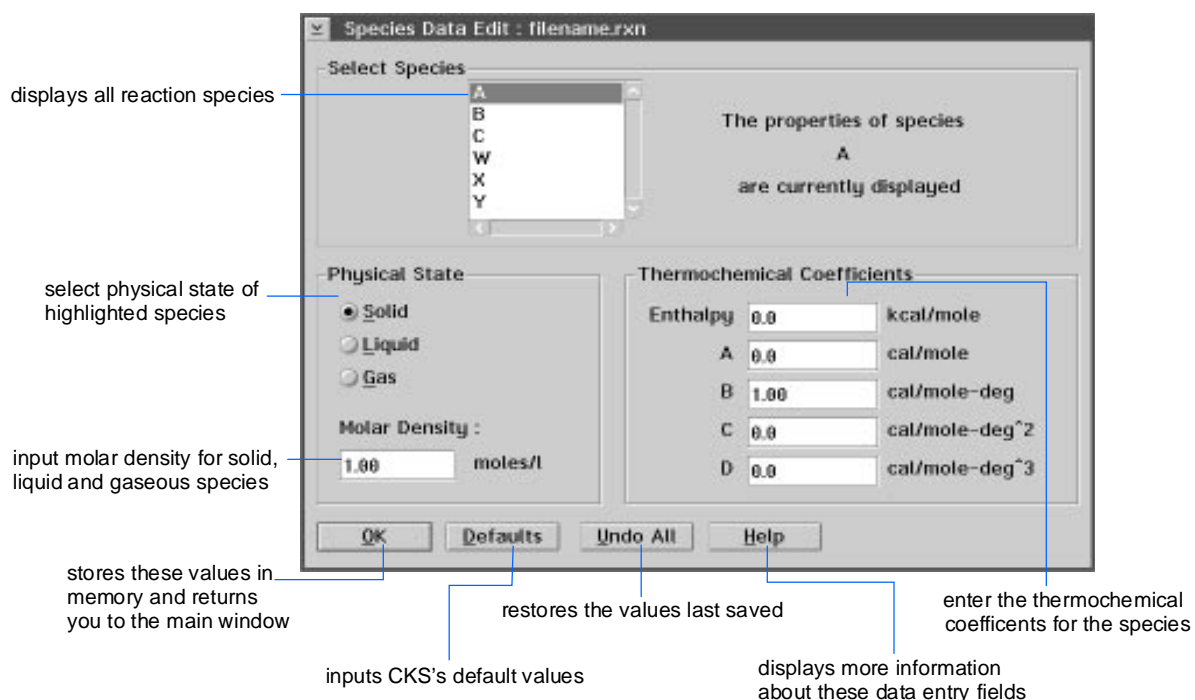 Species Data Edit : filename.rxn
Select Species
displays all reaction species
A
B
C
W
X
Y
The properties of species
A
are currently displayed
Physical State
select physical state of
highlighted species
Solid
Liquid
Gas
Molar Density :
input molar density for solid,
liquid and gaseous species
1.00 moles/l
Thermochemical Coefficients
Enthalpy 0.0 kcal/mole
A 0.0 cal/mole
B 1.00 cal/mole-deg
C 0.0 cal/mole-deg^2
D 0.0 cal/mole-deg^3
OK Defaults Undo All Help
stores these values in
memory and returns
you to the main window
restores the values last saved
enter the thermochemical
coefficents for the species
inputs CKS's default values
displays more information
about these data entry fields